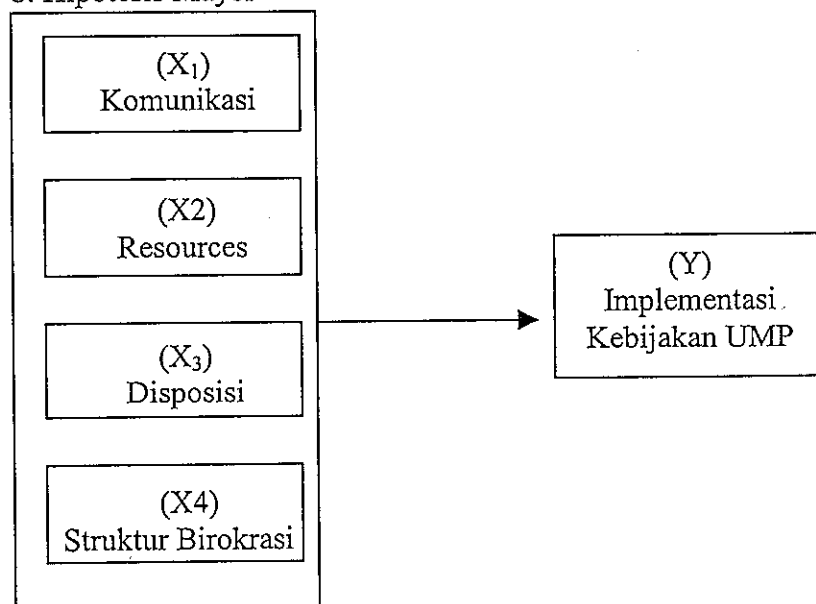 (X₁)
Komunikasi
(X2)
Resources
(X₃)
Disposisi
(X4)
Struktur Birokrasi
(Y)
Implementasi
Kebijakan UMP